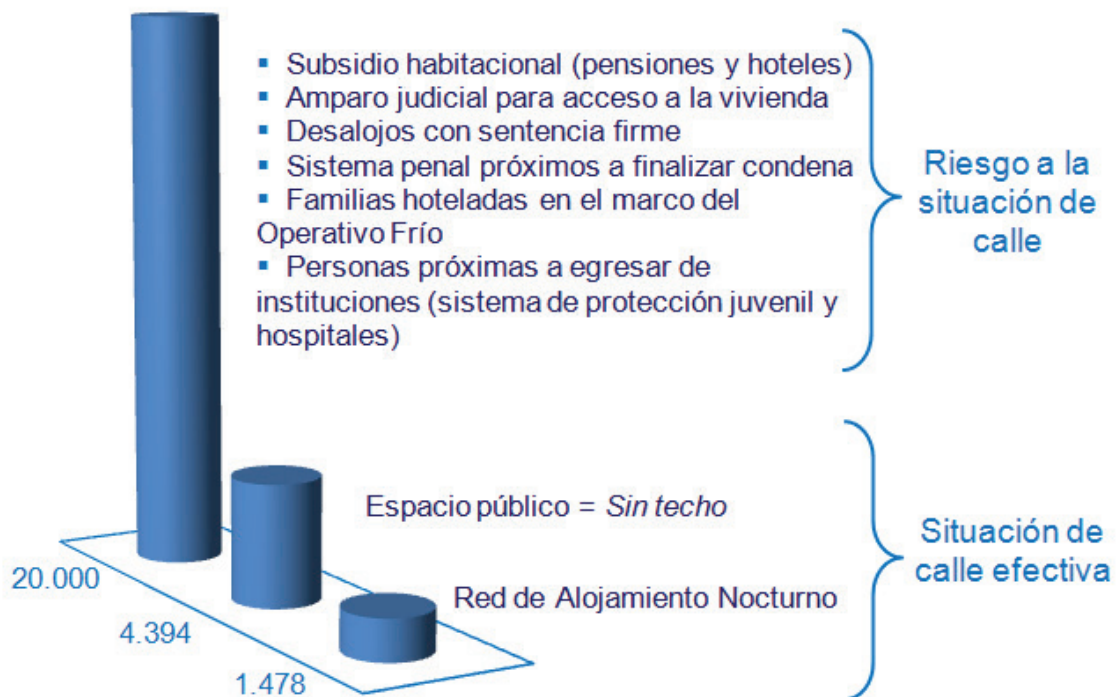 ▪ Subsidio habitacional (pensiones y hoteles)
▪ Amparo judicial para acceso a la vivienda
▪ Desalojos con sentencia firme
▪ Sistema penal próximos a finalizar condena
▪ Familias hoteladas en el marco del
Operativo Frío
▪ Personas próximas a egresar de
instituciones (sistema de protección juvenil y
hospitales)
Riesgo a la
situación de
calle
Espacio público = Sin techo
Red de Alojamiento Nocturno
Situación de
calle efectiva
20.000
4.394
1.478